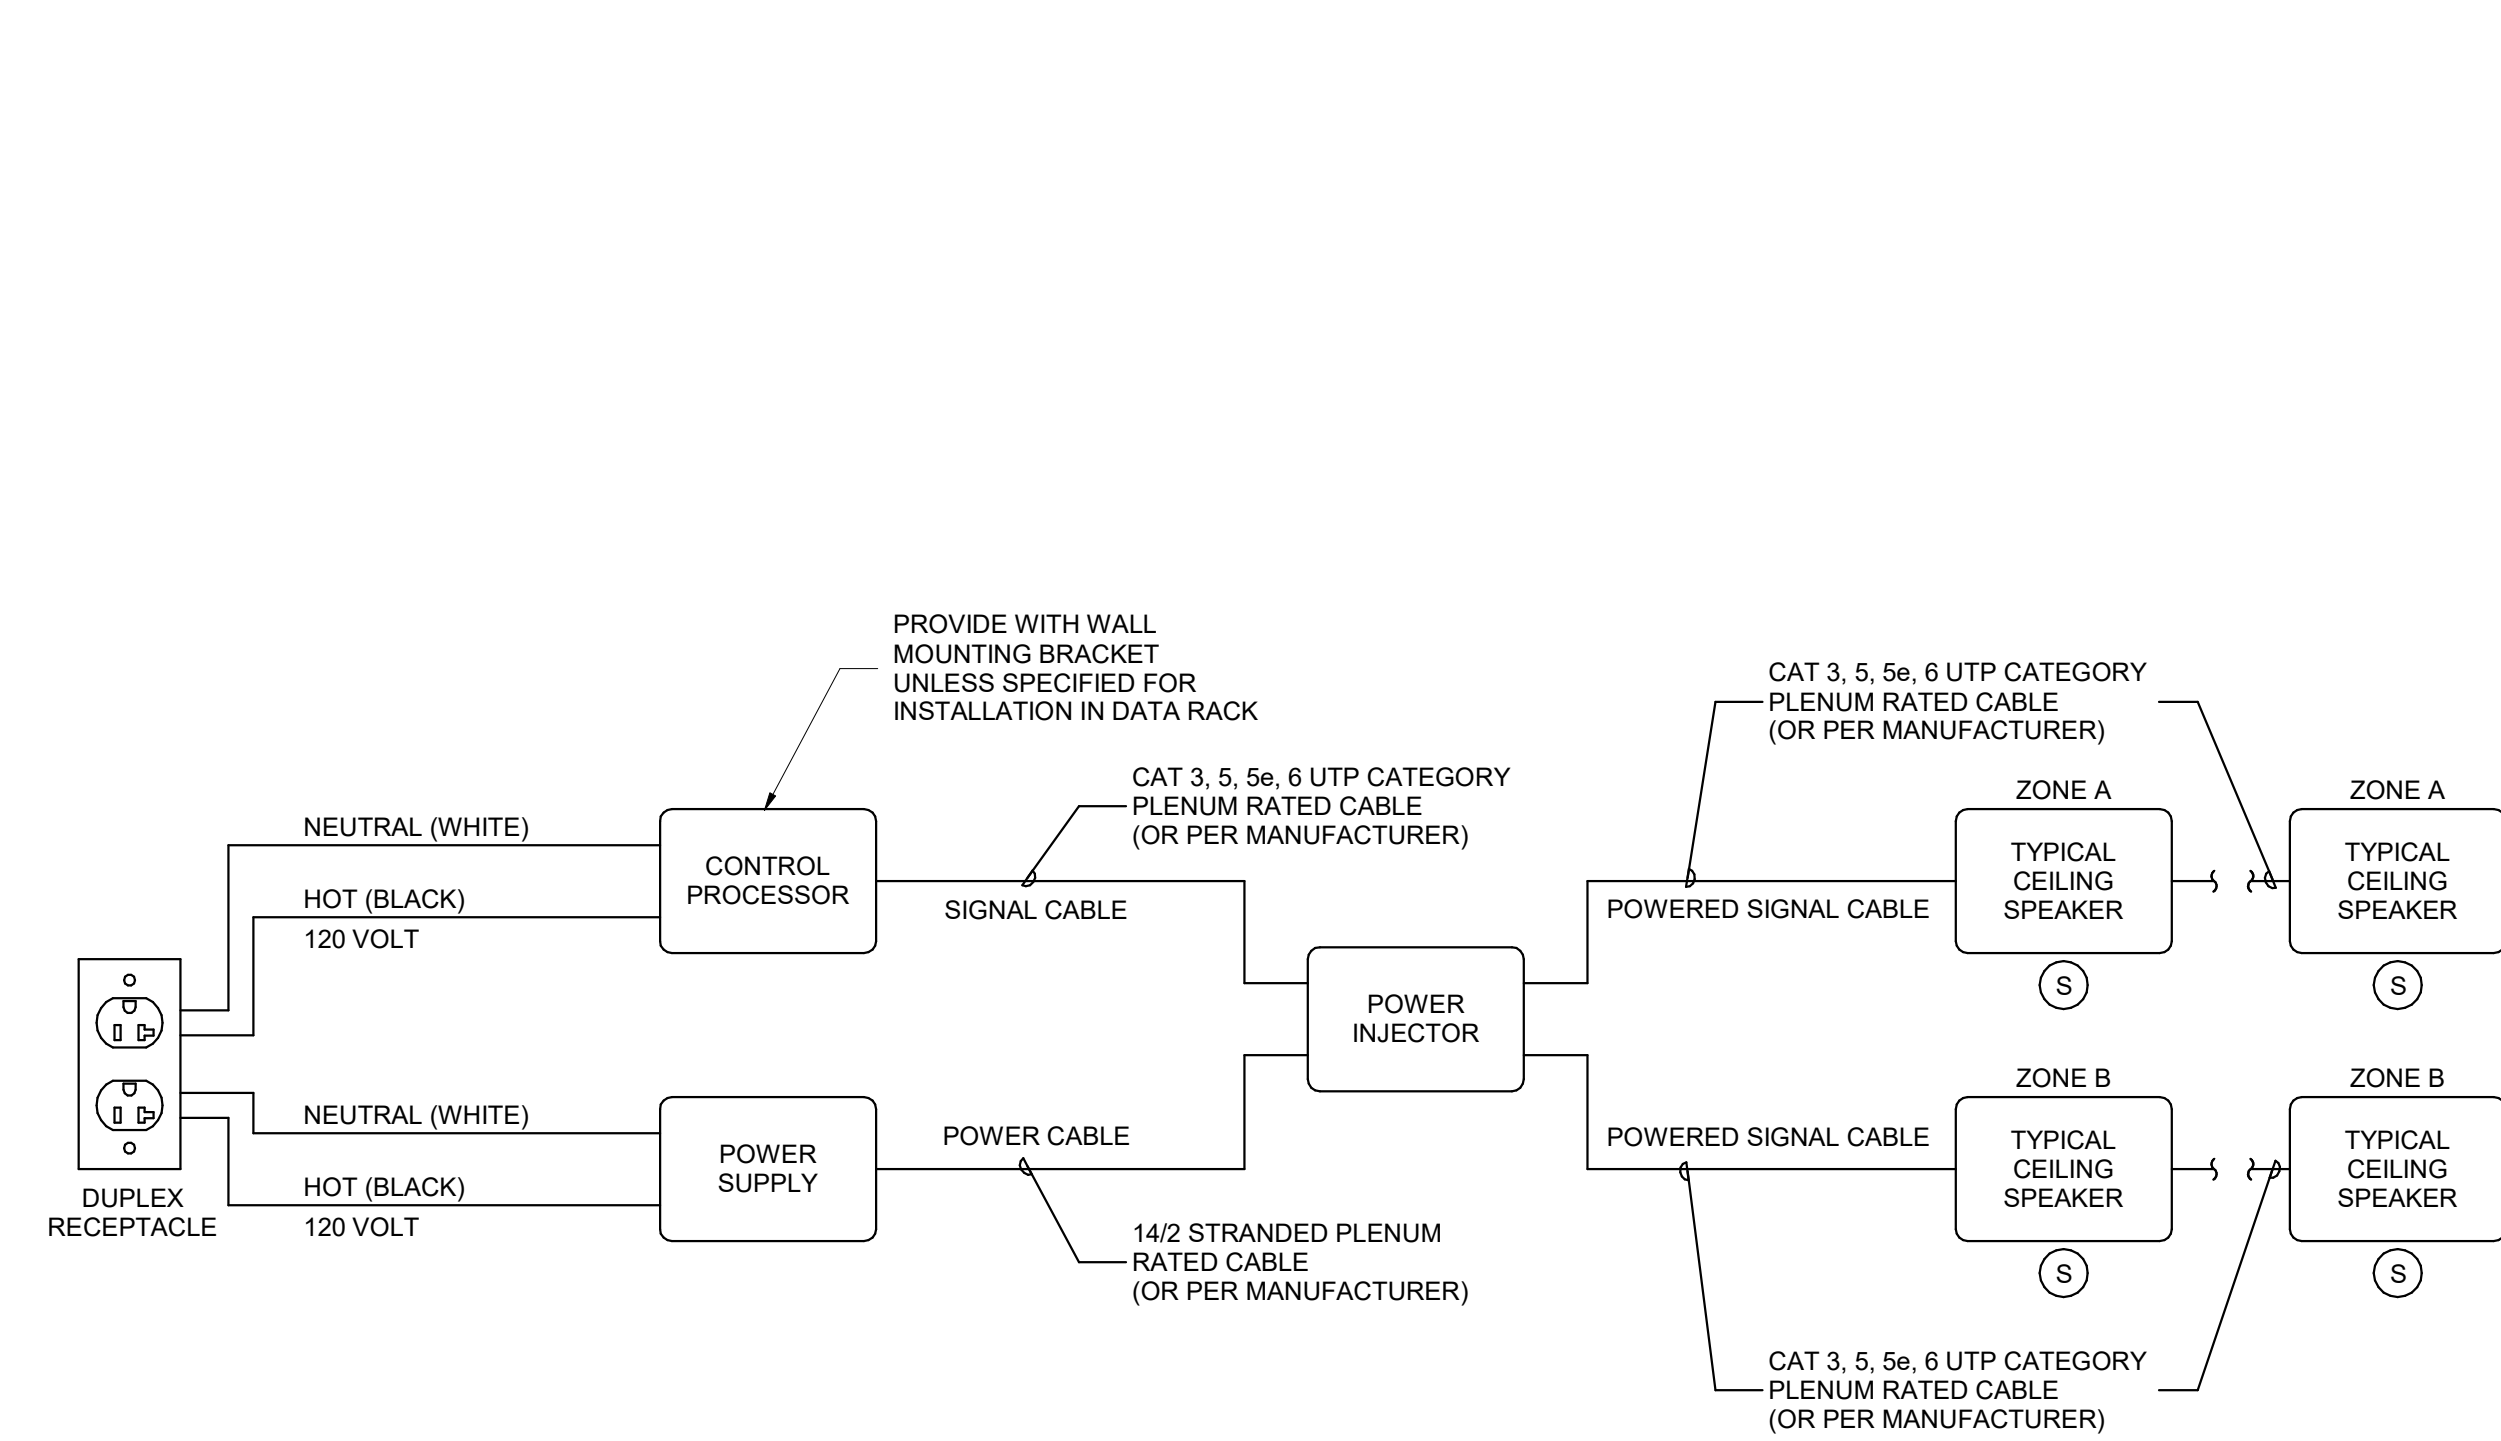 PROVIDE WITH WALL
MOUNTING BRACKET
UNLESS SPECIFIED FOR
INSTALLATION IN DATA RACK
CAT 3, 5, 5e, 6 UTP CATEGORY
PLENUM RATED CABLE
(OR PER MANUFACTURER)
CAT 3, 5, 5e, 6 UTP CATEGORY
PLENUM RATED CABLE
(OR PER MANUFACTURER)
NEUTRAL (WHITE)
HOT (BLACK)
120 VOLT
CONTROL
PROCESSOR
SIGNAL CABLE
POWERED SIGNAL CABLE
ZONE A
TYPICAL
CEILING
SPEAKER
S
ZONE A
TYPICAL
CEILING
SPEAKER
S
POWER
INJECTOR
DUPLEX
RECEPTACLE
NEUTRAL (WHITE)
HOT (BLACK)
120 VOLT
POWER
SUPPLY
POWER CABLE
14/2 STRANDED PLENUM
RATED CABLE
(OR PER MANUFACTURER)
POWERED SIGNAL CABLE
ZONE B
TYPICAL
CEILING
SPEAKER
S
ZONE B
TYPICAL
CEILING
SPEAKER
S
CAT 3, 5, 5e, 6 UTP CATEGORY
PLENUM RATED CABLE
(OR PER MANUFACTURER)